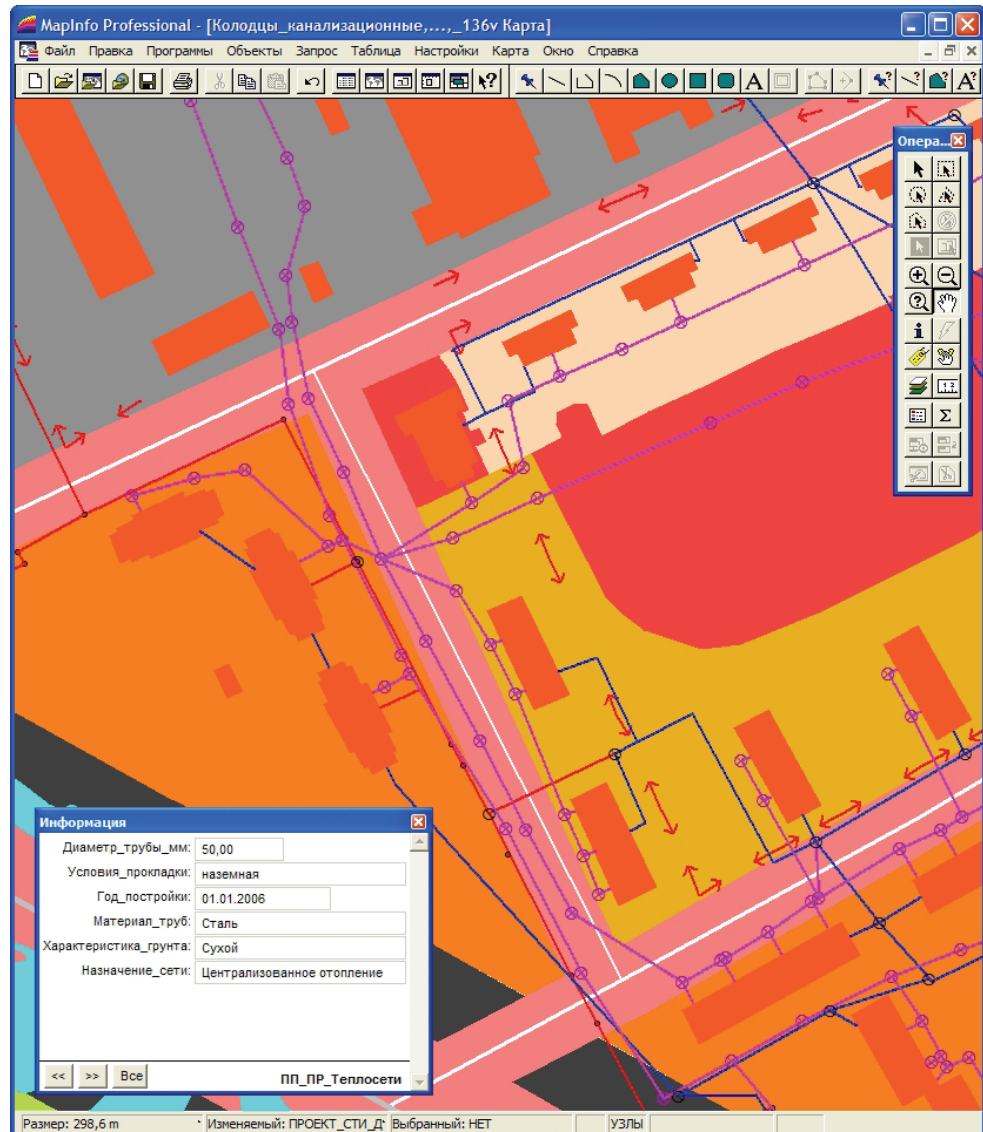 MapInfo Professional - [Колодцы_канализационные,...,_136v Карта]
Файл Правка Программы Объекты Запрос Таблица Настройки Карта Окно Справка
Опера...
Информация
Диаметр_трубы_мм: 50,00
Условия_прокладки: наземная
Год_постройки: 01.01.2006
Материал_труб: Сталь
Характеристика_грунта: Сухой
Назначение_сети: Централизованное отопление
<< >> Все ПП_ПР_Теплосети
Размер: 298,6 m Изменяемый: ПРОЕКТ_СТИ_Д Выбранный: НЕТ УЗЛЫ